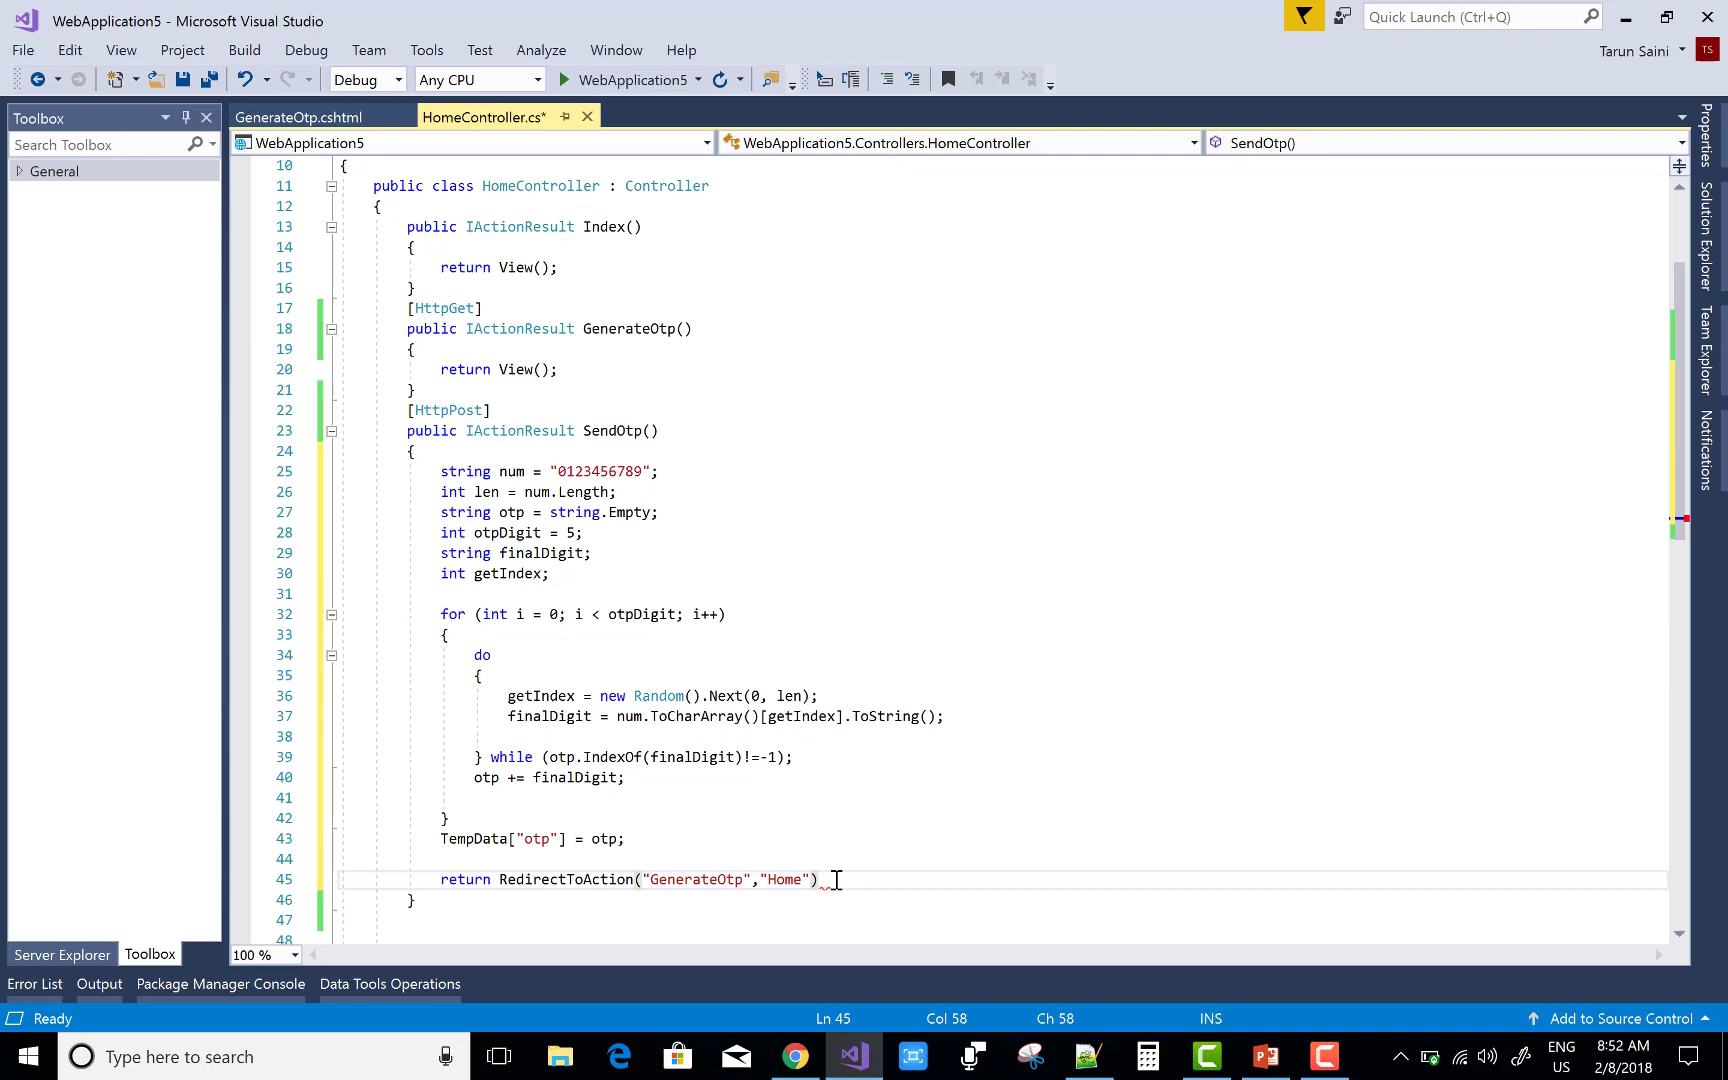 WebApplication5 - Microsoft Visual Studio
Quick Launch (Ctrl+Q)
File Edit View Project Build Debug Team Tools Test Analyze Window Help
Tarun Saini TS
Debug Any CPU WebApplication5
Toolbox
Search Toolbox
General
GenerateOtp.cshtml HomeController.cs*
WebApplication5 WebApplication5.Controllers.HomeController SendOtp()
10 {
11 public class HomeController : Controller
12 {
13 public IActionResult Index()
14 {
15 return View();
16 }
17 [HttpGet]
18 public IActionResult GenerateOtp()
19 {
20 return View();
21 }
22 [HttpPost]
23 public IActionResult SendOtp()
24 {
25 string num = "0123456789";
26 int len = num.Length;
27 string otp = string.Empty;
28 int otpDigit = 5;
29 string finalDigit;
30 int getIndex;
31
32 for (int i = 0; i < otpDigit; i++)
33 {
34 do
35 {
36 getIndex = new Random().Next(0, len);
37 finalDigit = num.ToCharArray()[getIndex].ToString();
38
39 } while (otp.IndexOf(finalDigit)!=-1);
40 otp += finalDigit;
41
42 }
43 TempData["otp"] = otp;
44
45 return RedirectToAction("GenerateOtp","Home")
46 }
47
48
Properties
Solution Explorer
Team Explorer
Notifications
Server Explorer Toolbox
100 %
Error List Output Package Manager Console Data Tools Operations
Ready Ln 45 Col 58 Ch 58 INS Add to Source Control
Type here to search
ENG
US
8:52 AM
2/8/2018